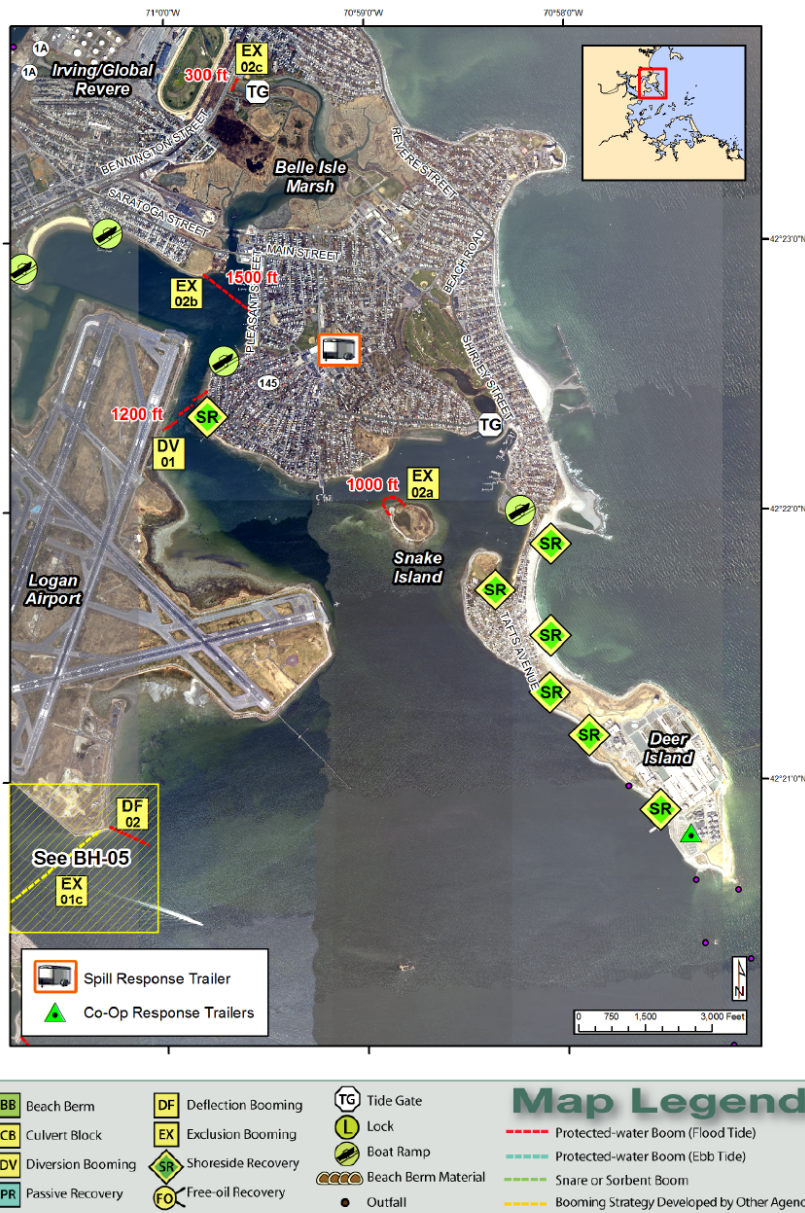 71°0'0"W
70°59'0"W
70°58'0"W
1A
1A
Irving/Global
Revere
300 ft
EX
02c
TG
BENNINGTON STREET
REVERE STREET
Belle Isle
Marsh
SARATOGA STREET
MAIN STREET
42°23'0"N
BEACH ROAD
EX
02b
1500 ft
PLEASANT STREET
SHIRLEY STREET
145
1200 ft
SR
TG
DV
01
1000 ft
EX
02a
42°22'0"N
SR
Snake
Island
Logan
Airport
SR
TAFTS AVENUE
SR
SR
SR
Deer
Island
42°21'0"N
SR
DF
02
See BH-05
EX
01c
Spill Response Trailer
Co-Op Response Trailers
N
0 750 1,500 3,000 Feet
Map Legend
BB Beach Berm
CB Culvert Block
DV Diversion Booming
PR Passive Recovery
DF Deflection Booming
EX Exclusion Booming
SR Shoreside Recovery
FO Free-oil Recovery
TG Tide Gate
L Lock
Boat Ramp
Beach Berm Material
Outfall
Protected-water Boom (Flood Tide)
Protected-water Boom (Ebb Tide)
Snare or Sorbent Boom
Booming Strategy Developed by Other Agenc